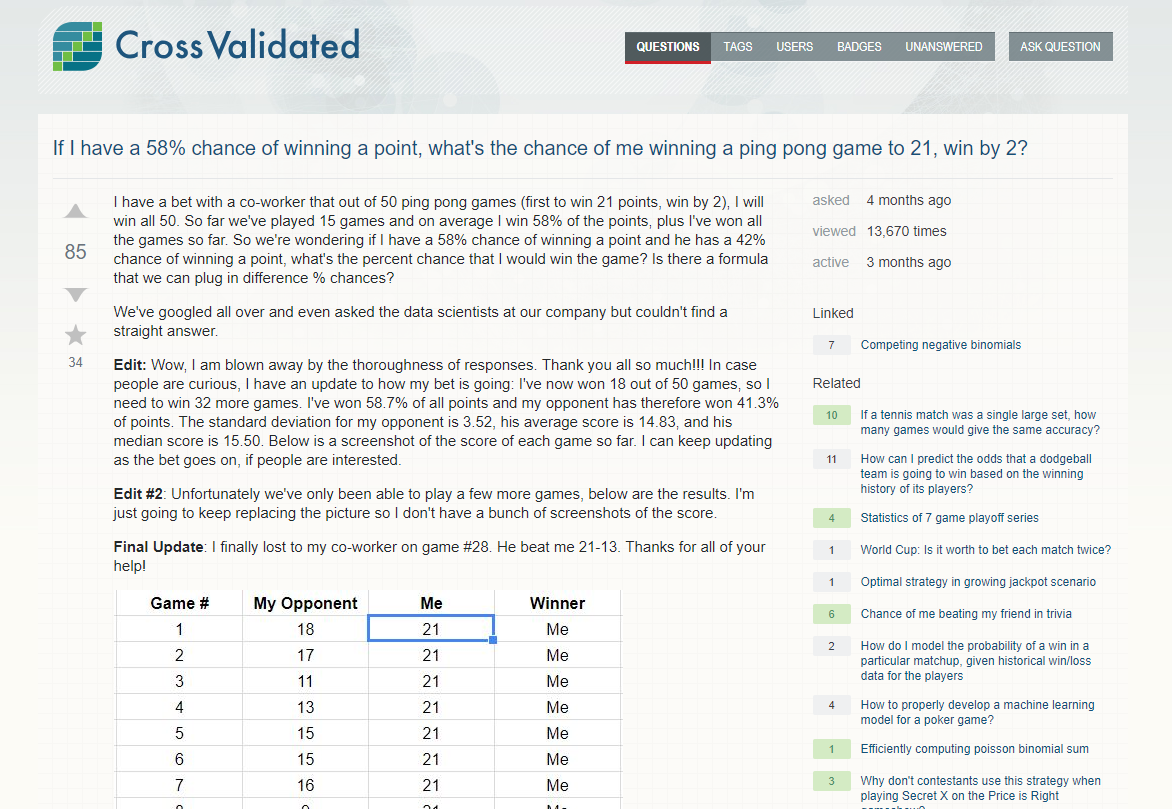 Cross Validated
QUESTIONS TAGS USERS BADGES UNANSWERED ASK QUESTION
If I have a 58% chance of winning a point, what's the chance of me winning a ping pong game to 21, win by 2?
85
34
I have a bet with a co-worker that out of 50 ping pong games (first to win 21 points, win by 2), I will
win all 50. So far we've played 15 games and on average I win 58% of the points, plus I've won all
the games so far. So we're wondering if I have a 58% chance of winning a point and he has a 42%
chance of winning a point, what's the percent chance that I would win the game? Is there a formula
that we can plug in difference % chances?
We've googled all over and even asked the data scientists at our company but couldn't find a
straight answer.
Edit: Wow, I am blown away by the thoroughness of responses. Thank you all so much!!! In case
people are curious, I have an update to how my bet is going: I've now won 18 out of 50 games, so I
need to win 32 more games. I've won 58.7% of all points and my opponent has therefore won 41.3%
of points. The standard deviation for my opponent is 3.52, his average score is 14.83, and his
median score is 15.50. Below is a screenshot of the score of each game so far. I can keep updating
as the bet goes on, if people are interested.
Edit #2: Unfortunately we've only been able to play a few more games, below are the results. I'm
just going to keep replacing the picture so I don't have a bunch of screenshots of the score.
Final Update: I finally lost to my co-worker on game #28. He beat me 21-13. Thanks for all of your
help!
Game # My Opponent Me Winner
1 18 21 Me
2 17 21 Me
3 11 21 Me
4 13 21 Me
5 15 21 Me
6 15 21 Me
7 16 21 Me
asked 4 months ago
viewed 13,670 times
active 3 months ago
Linked
7 Competing negative binomials
Related
10 If a tennis match was a single large set, how
many games would give the same accuracy?
11 How can I predict the odds that a dodgeball
team is going to win based on the winning
history of its players?
4 Statistics of 7 game playoff series
1 World Cup: Is it worth to bet each match twice?
1 Optimal strategy in growing jackpot scenario
6 Chance of me beating my friend in trivia
2 How do I model the probability of a win in a
particular matchup, given historical win/loss
data for the players
4 How to properly develop a machine learning
model for a poker game?
1 Efficiently computing poisson binomial sum
3 Why don't contestants use this strategy when
playing Secret X on the Price is Right